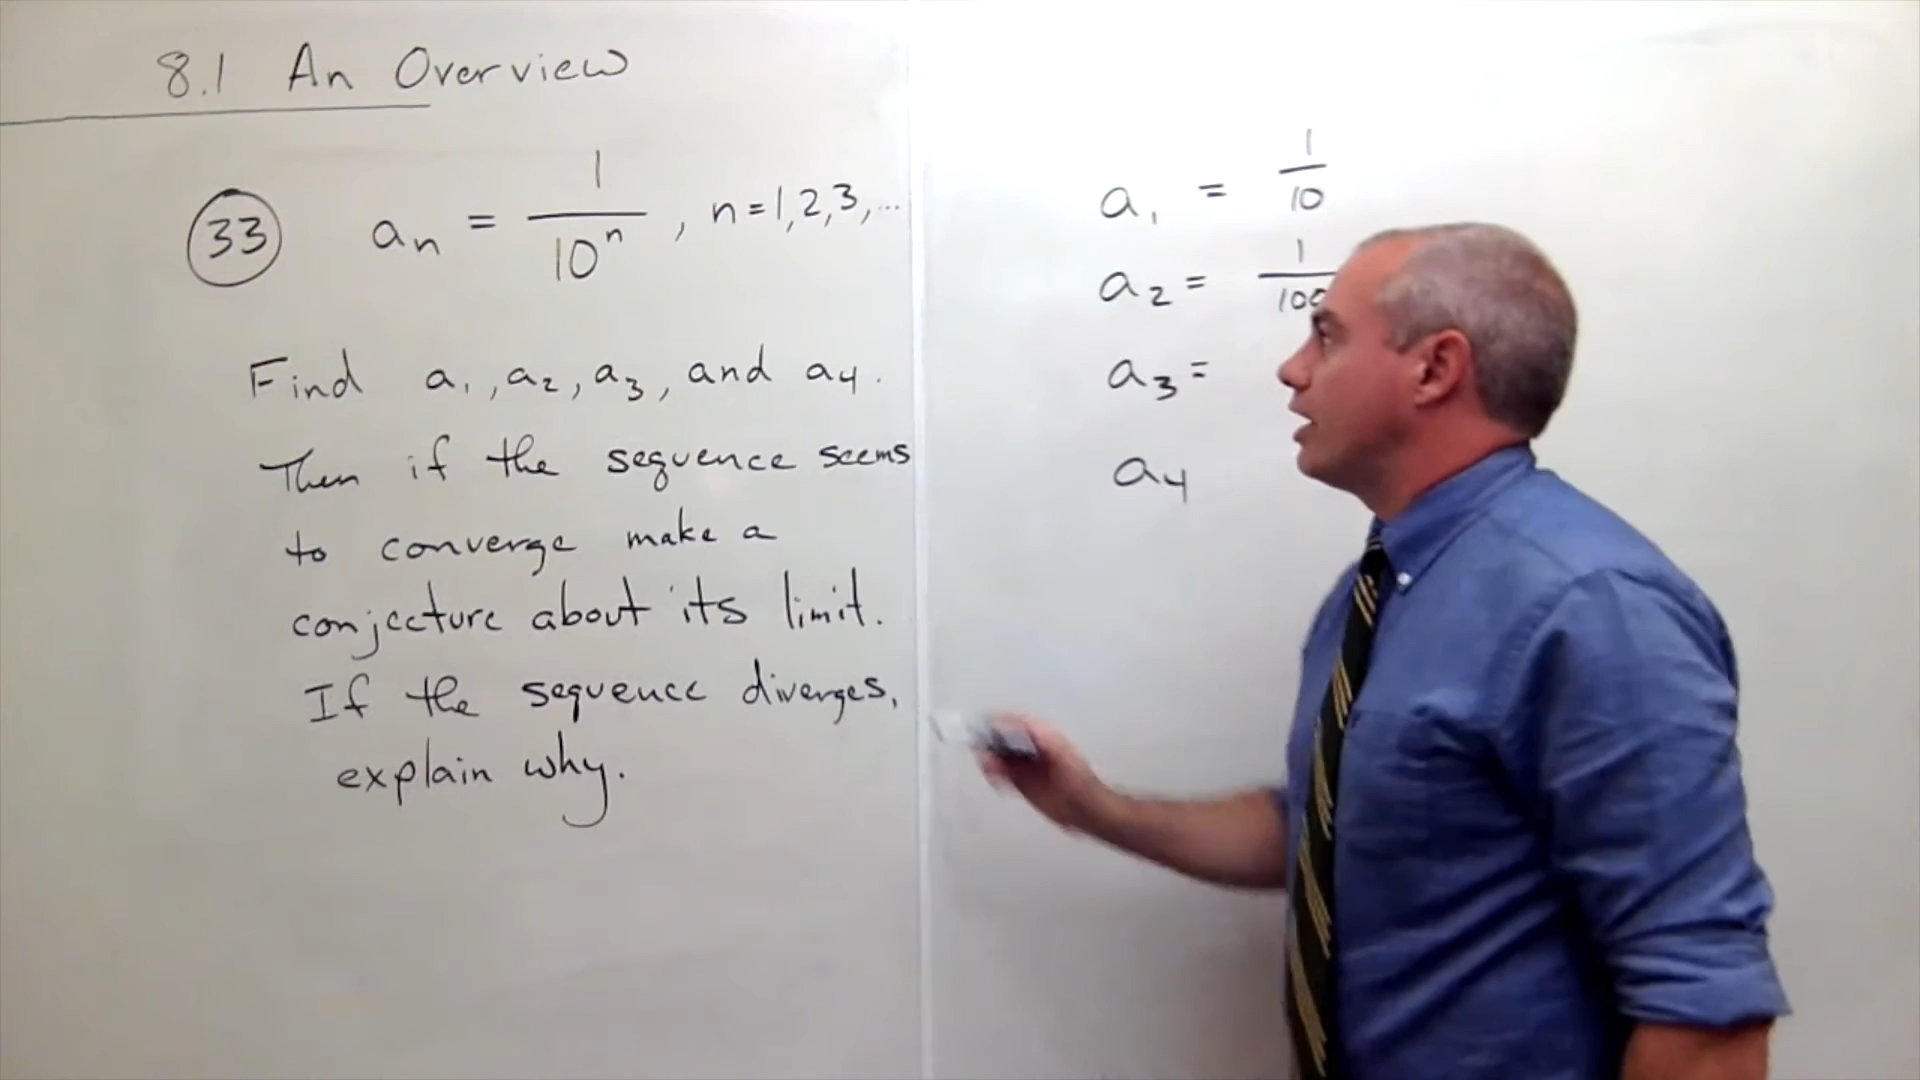 8.1 An Overview
33 aₙ = 1/10ⁿ , n=1,2,3,...
Find a₁, a₂, a₃, and a₄.
Then if the sequence seems
to converge make a
conjecture about its limit.
If the sequence diverges,
explain why.
a₁ = 1/10
a₂ = 1/100
a₃ =
a₄